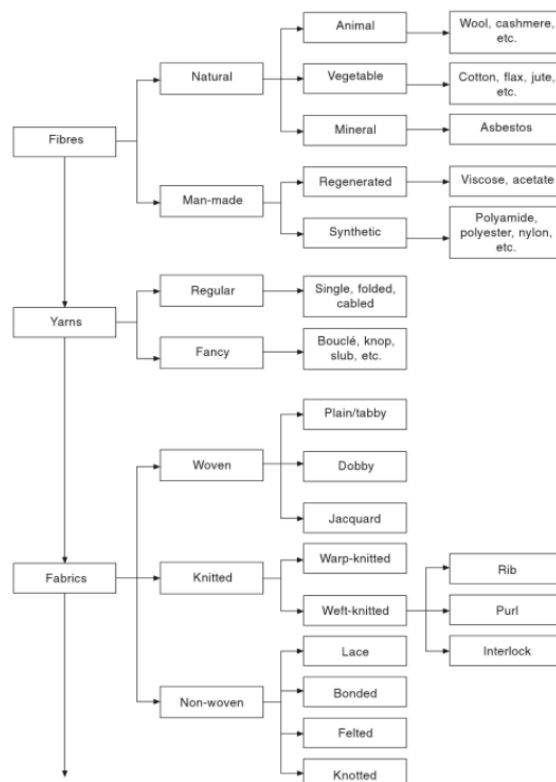 Animal
Wool, cashmere,
etc.
Natural
Vegetable
Cotton, flax, jute,
etc.
Mineral
Asbestos
Fibres
Man-made
Regenerated
Viscose, acetate
Synthetic
Polyamide,
polyester, nylon,
etc.
Regular
Single, folded,
cabled
Yarns
Fancy
Bouclé, knop,
slub, etc.
Plain/tabby
Woven
Dobby
Jacquard
Fabrics
Knitted
Warp-knitted
Weft-knitted
Rib
Purl
Interlock
Non-woven
Lace
Bonded
Felted
Knotted